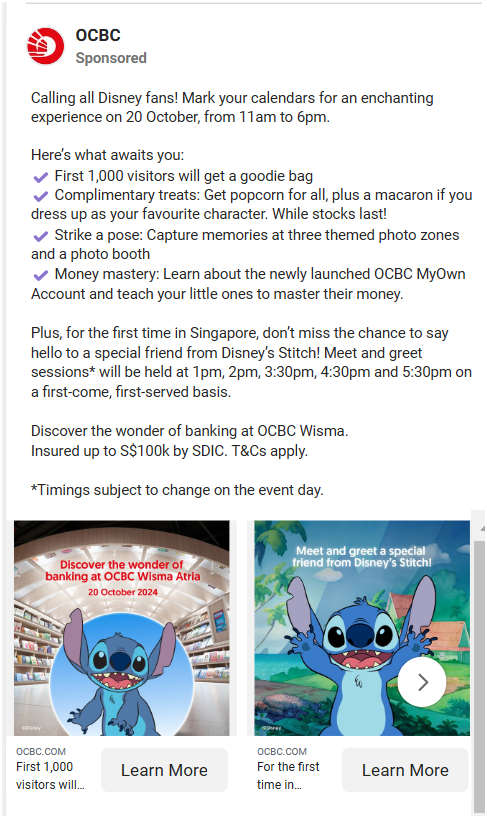 OCBC
Sponsored
Calling all Disney fans! Mark your calendars for an enchanting
experience on 20 October, from 11am to 6pm.
Here’s what awaits you:
First 1,000 visitors will get a goodie bag
Complimentary treats: Get popcorn for all, plus a macaron if you
dress up as your favourite character. While stocks last!
Strike a pose: Capture memories at three themed photo zones
and a photo booth
Money mastery: Learn about the newly launched OCBC MyOwn
Account and teach your little ones to master their money.
Plus, for the first time in Singapore, don’t miss the chance to say
hello to a special friend from Disney’s Stitch! Meet and greet
sessions* will be held at 1pm, 2pm, 3:30pm, 4:30pm and 5:30pm on
a first-come, first-served basis.
Discover the wonder of banking at OCBC Wisma.
Insured up to S$100k by SDIC. T&Cs apply.
*Timings subject to change on the event day.
Discover the wonder of
banking at OCBC Wisma Atria
20 October 2024
©Disney
Meet and greet a special
friend from Disney’s Stitch!
©Disney
OCBC.COM
First 1,000
visitors will...
Learn More
OCBC.COM
For the first
time in...
Learn More